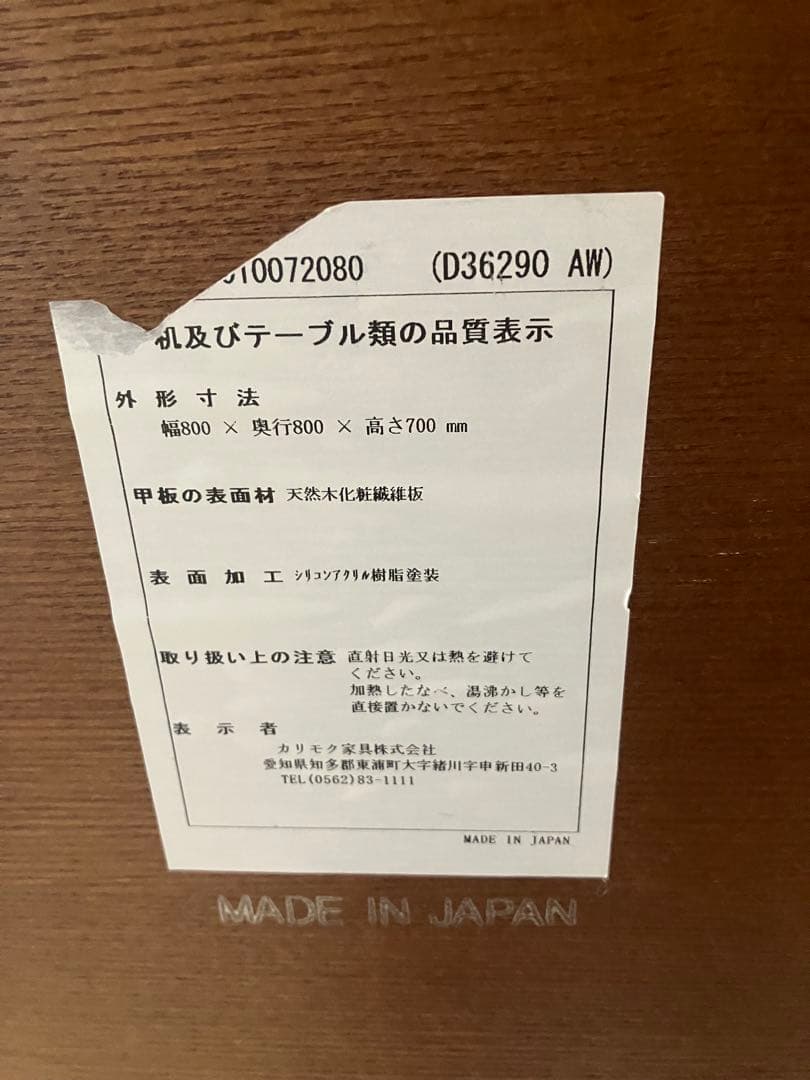 10072080 (D36290 AW)
机及びテーブル類の品質表示
外形寸法
幅800 × 奥行800 × 高さ700 mm
甲板の表面材 天然木化粧繊維板
表面加工 ｼﾘｺﾝｱｸﾘﾙ樹脂塗装
取り扱い上の注意 直射日光又は熱を避けて
ください。
加熱したなべ、湯沸かし等を
直接置かないでください。
表示者
カリモク家具株式会社
愛知県知多郡東浦町大字緒川字申新田40-3
TEL(0562)83-1111
MADE IN JAPAN
MADE IN JAPAN